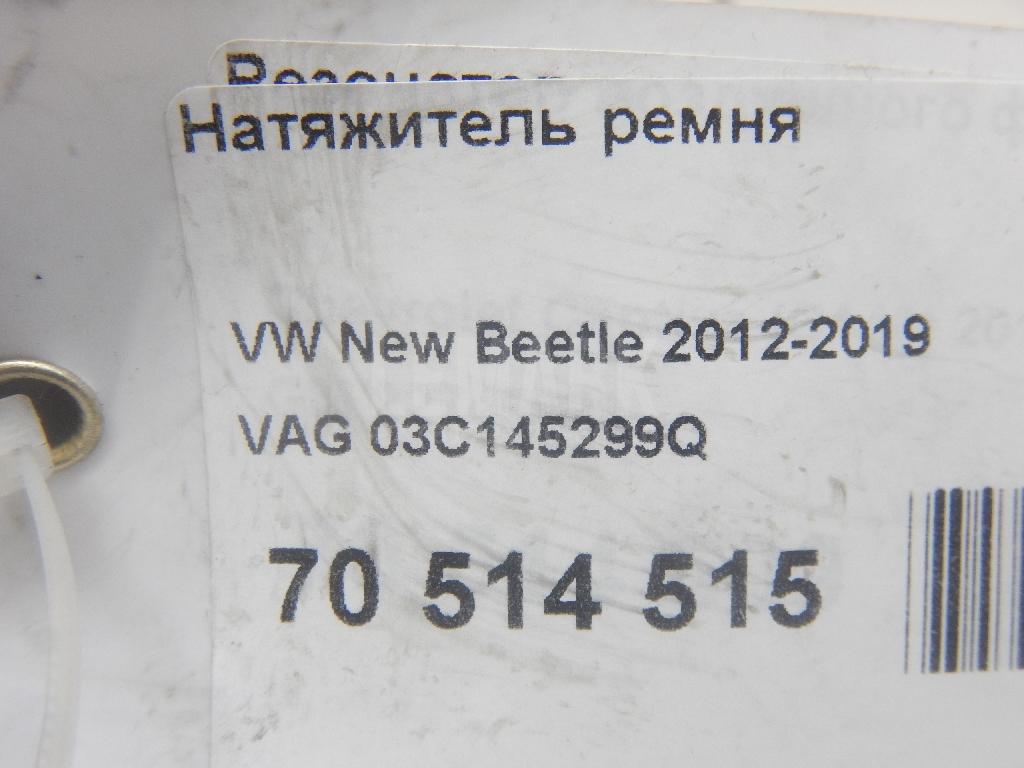 Натяжитель ремня
VW New Beetle 2012-2019
VAG 03C145299Q
70 514 515